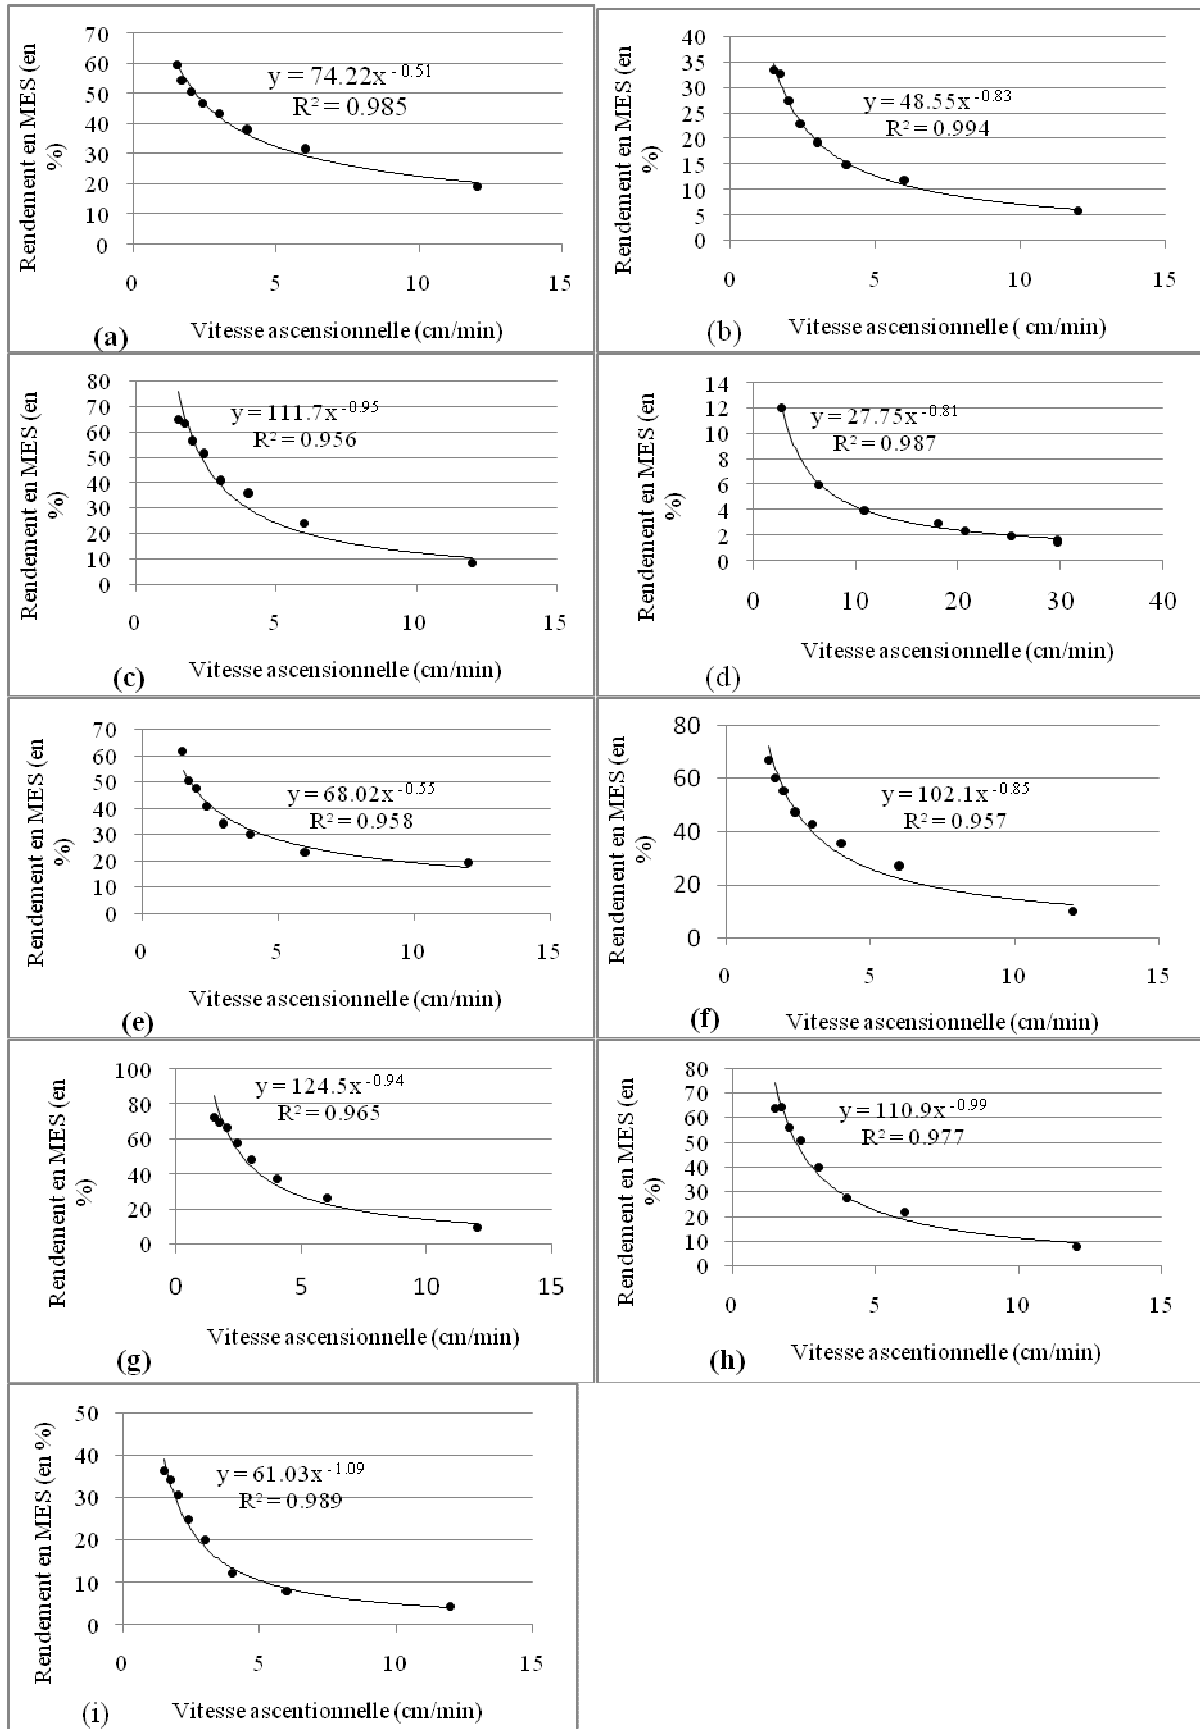 70
60
50
40
30
20
10
0
0 5 10 15
Rendement en MES (en
%)
y = 74.22x^-0.51
R² = 0.985
(a) Vitesse ascensionnelle (cm/min)
40
35
30
25
20
15
10
5
0
0 5 10 15
Rendement en MES (en
%)
y = 48.55x^-0.83
R² = 0.994
(b) Vitesse ascensionnelle ( cm/min)
80
70
60
50
40
30
20
10
0
0 5 10 15
Rendement en MES (en
%)
y = 111.7x^-0.95
R² = 0.956
(c) Vitesse ascensionnelle (cm/min)
14
12
10
8
6
4
2
0
0 10 20 30 40
Rendement en MES (en
%)
y = 27.75x^-0.81
R² = 0.987
Vitesse ascensionnelle (cm/min)
(d)
70
60
50
40
30
20
10
0
0 5 10 15
Rendement en MES (en
%)
y = 68.02x^-0.55
R² = 0.958
Vitesse ascensionnelle (cm/min)
(e)
80
60
40
20
0
0 5 10 15
Rendement en MES (en
%)
y = 102.1x^-0.85
R² = 0.957
(f) Vitesse ascensionnelle (cm/min)
100
80
60
40
20
0
0 5 10 15
Rendement en MES (en
%)
y = 124.5x^-0.94
R² = 0.965
Vitesse ascensionnelle (cm/min)
(g)
80
70
60
50
40
30
20
10
0
0 5 10 15
Rendement en MES (en
%)
y = 110.9x^-0.99
R² = 0.977
(h) Vitesse ascentionnelle (cm/min)
50
40
30
20
10
0
0 5 10 15
Rendement en MES (en %)
y = 61.03x^-1.09
R² = 0.989
(i) Vitesse ascentionnelle (cm/min)